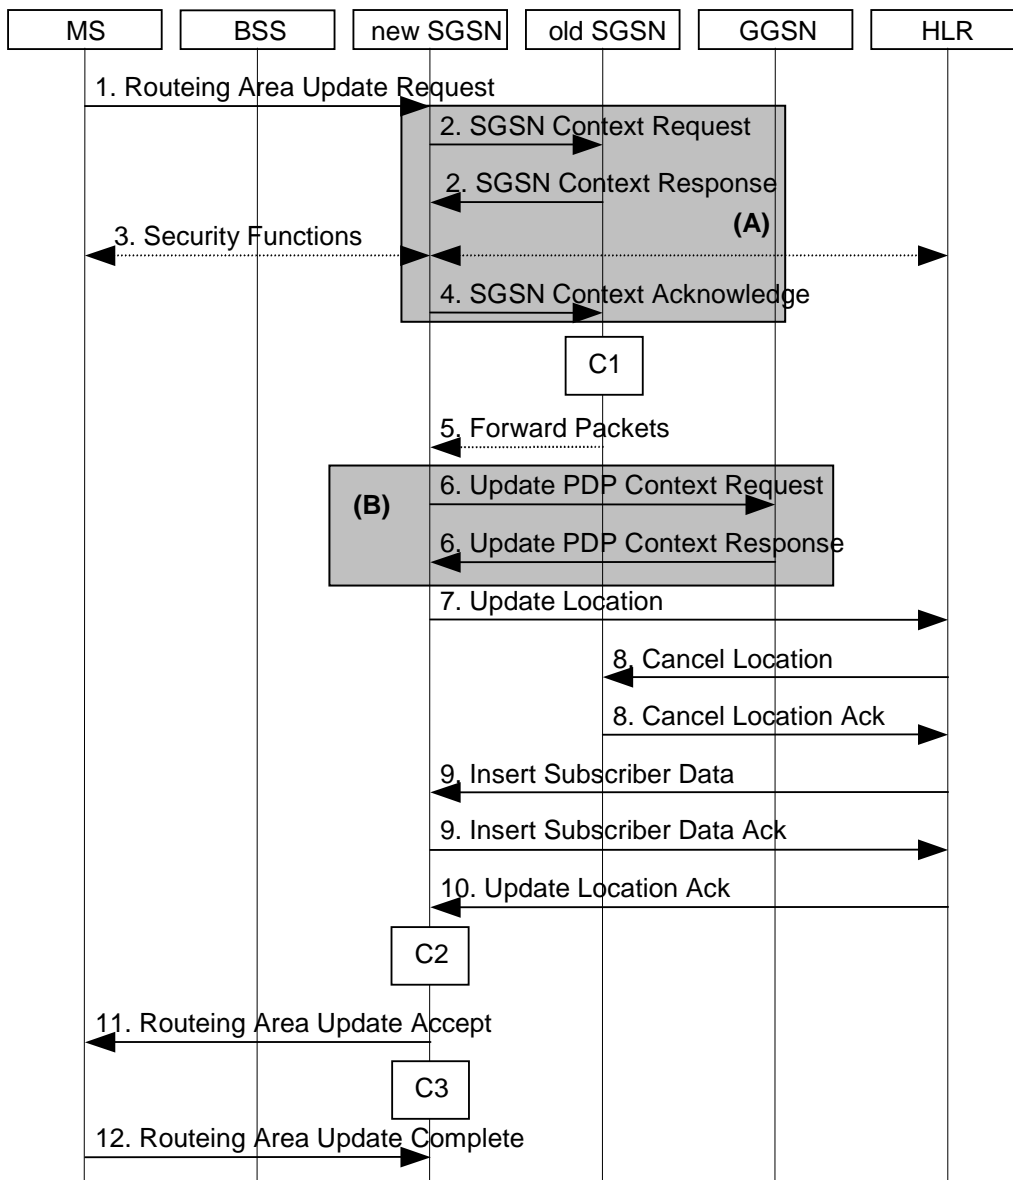 MS BSS new SGSN old SGSN GGSN HLR
1. Routeing Area Update Request
2. SGSN Context Request
2. SGSN Context Response
(A)
3. Security Functions
4. SGSN Context Acknowledge
C1
5. Forward Packets
6. Update PDP Context Request
(B)
6. Update PDP Context Response
7. Update Location
8. Cancel Location
8. Cancel Location Ack
9. Insert Subscriber Data
9. Insert Subscriber Data Ack
10. Update Location Ack
C2
11. Routeing Area Update Accept
C3
12. Routeing Area Update Complete